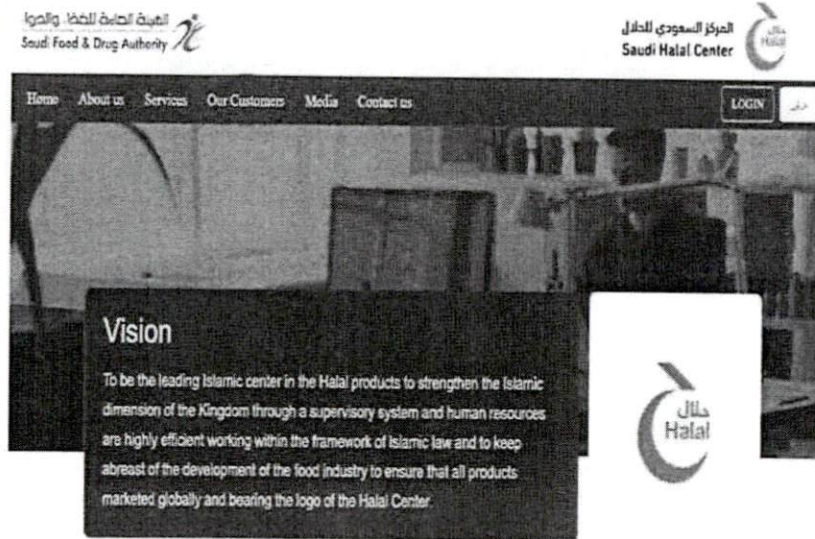 الهيئة العامة للغذاء والدواء
Saudi Food & Drug Authority
المركز السعودي للحلال
Saudi Halal Center
حلال
Halal
Home About us Services Our Customers Media Contact us LOGIN
Vision
To be the leading Islamic center in the Halal products to strengthen the Islamic
dimension of the Kingdom through a supervisory system and human resources
are highly efficient working within the framework of Islamic law and to keep
abreast of the development of the food industry to ensure that all products
marketed globally and bearing the logo of the Halal Center.
حلال
Halal